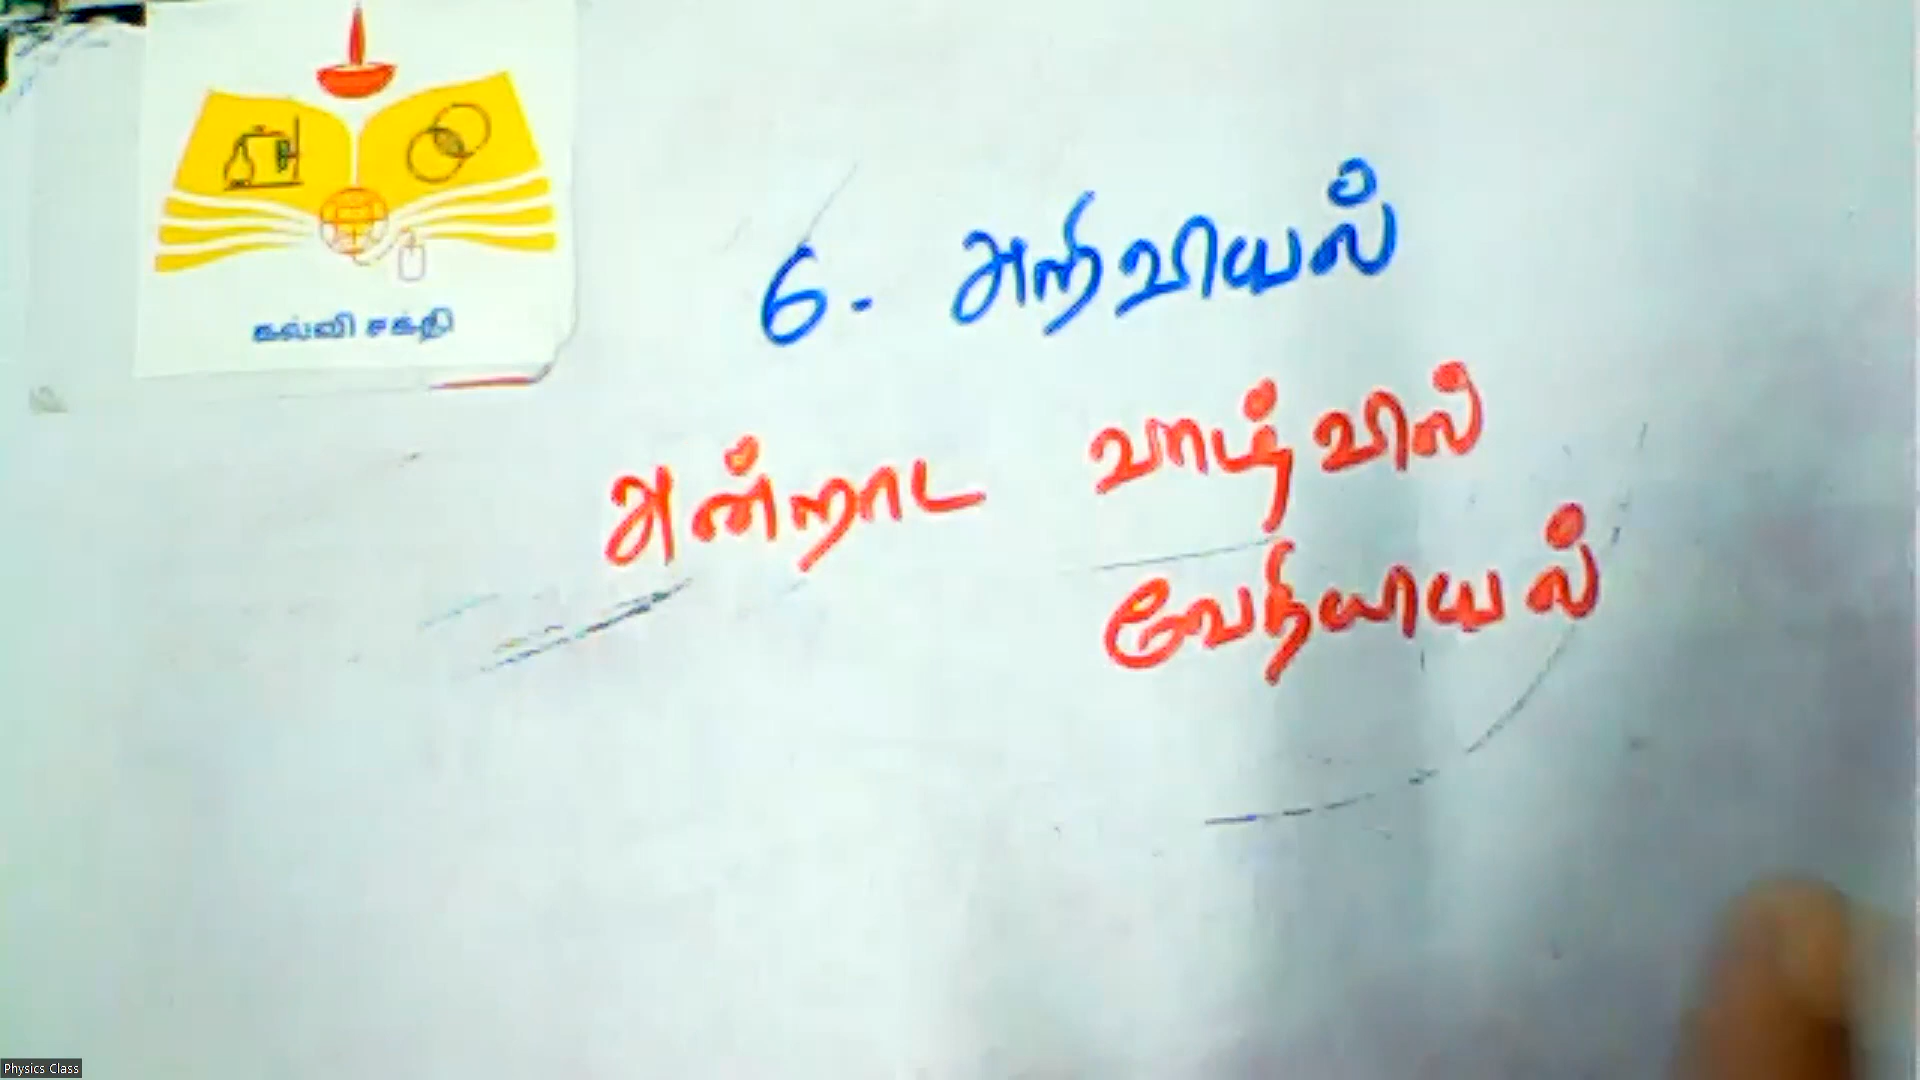 கல்வி சக்தி
6. அறிவியல்
அன்றாட வாழ்வில்
வேதியியல்
Physics Class